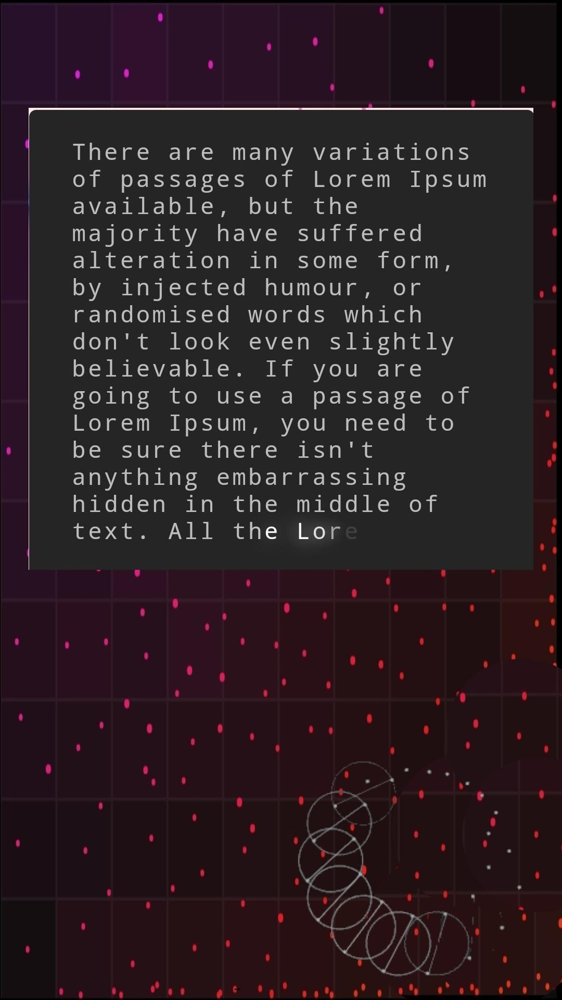 There are many variations
of passages of Lorem Ipsum
available, but the
majority have suffered
alteration in some form,
by injected humour, or
randomised words which
don't look even slightly
believable. If you are
going to use a passage of
Lorem Ipsum, you need to
be sure there isn't
anything embarrassing
hidden in the middle of
text. All the Lore